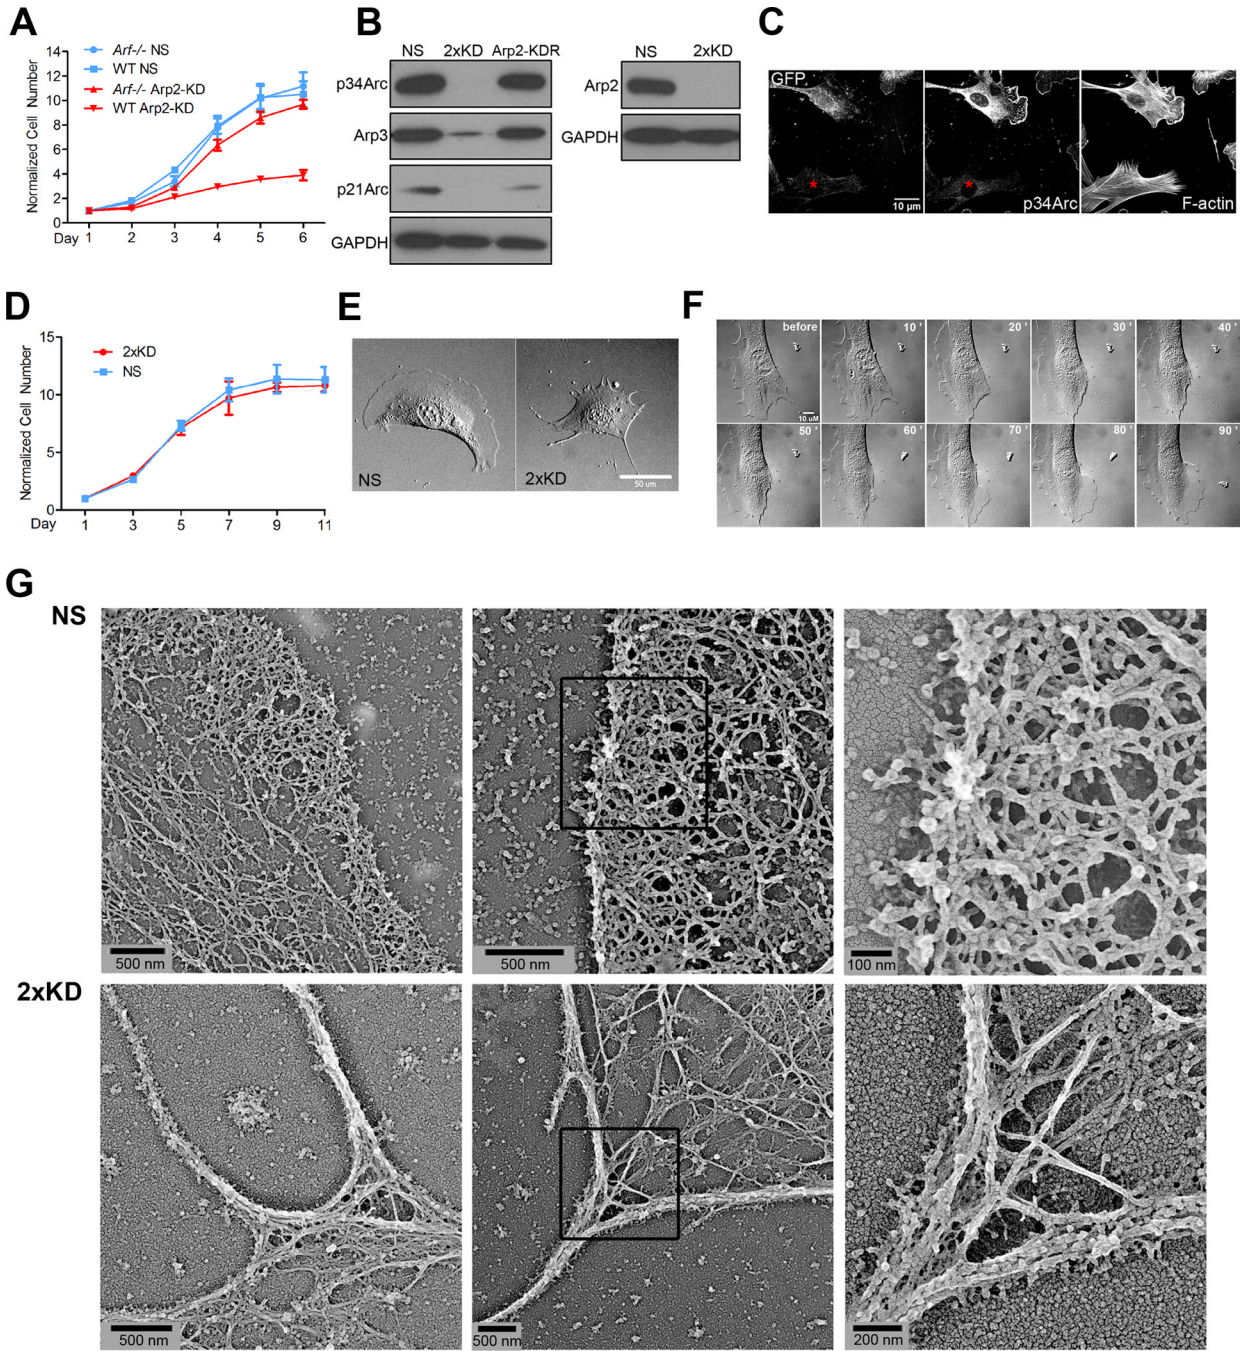 A
Normalized Cell Number
14
12
10
8
6
4
2
0
Day 1 2 3 4 5 6
Arf-/- NS
WT NS
Arf-/- Arp2-KD
WT Arp2-KD
B
NS 2xKD Arp2-KDR
p34Arc
Arp3
p21Arc
GAPDH
NS 2xKD
Arp2
GAPDH
C
GFP
* *
10 µm p34Arc F-actin
D
Normalized Cell Number
15
10
5
0
Day 1 3 5 7 9 11
2xKD
NS
E
NS 2xKD
50 um
F
before 10 ' 20 ' 30 ' 40 '
10 uM
50 ' 60 ' 70 ' 80 ' 90 '
G
NS
500 nm 500 nm 100 nm
2xKD
500 nm 500 nm 200 nm